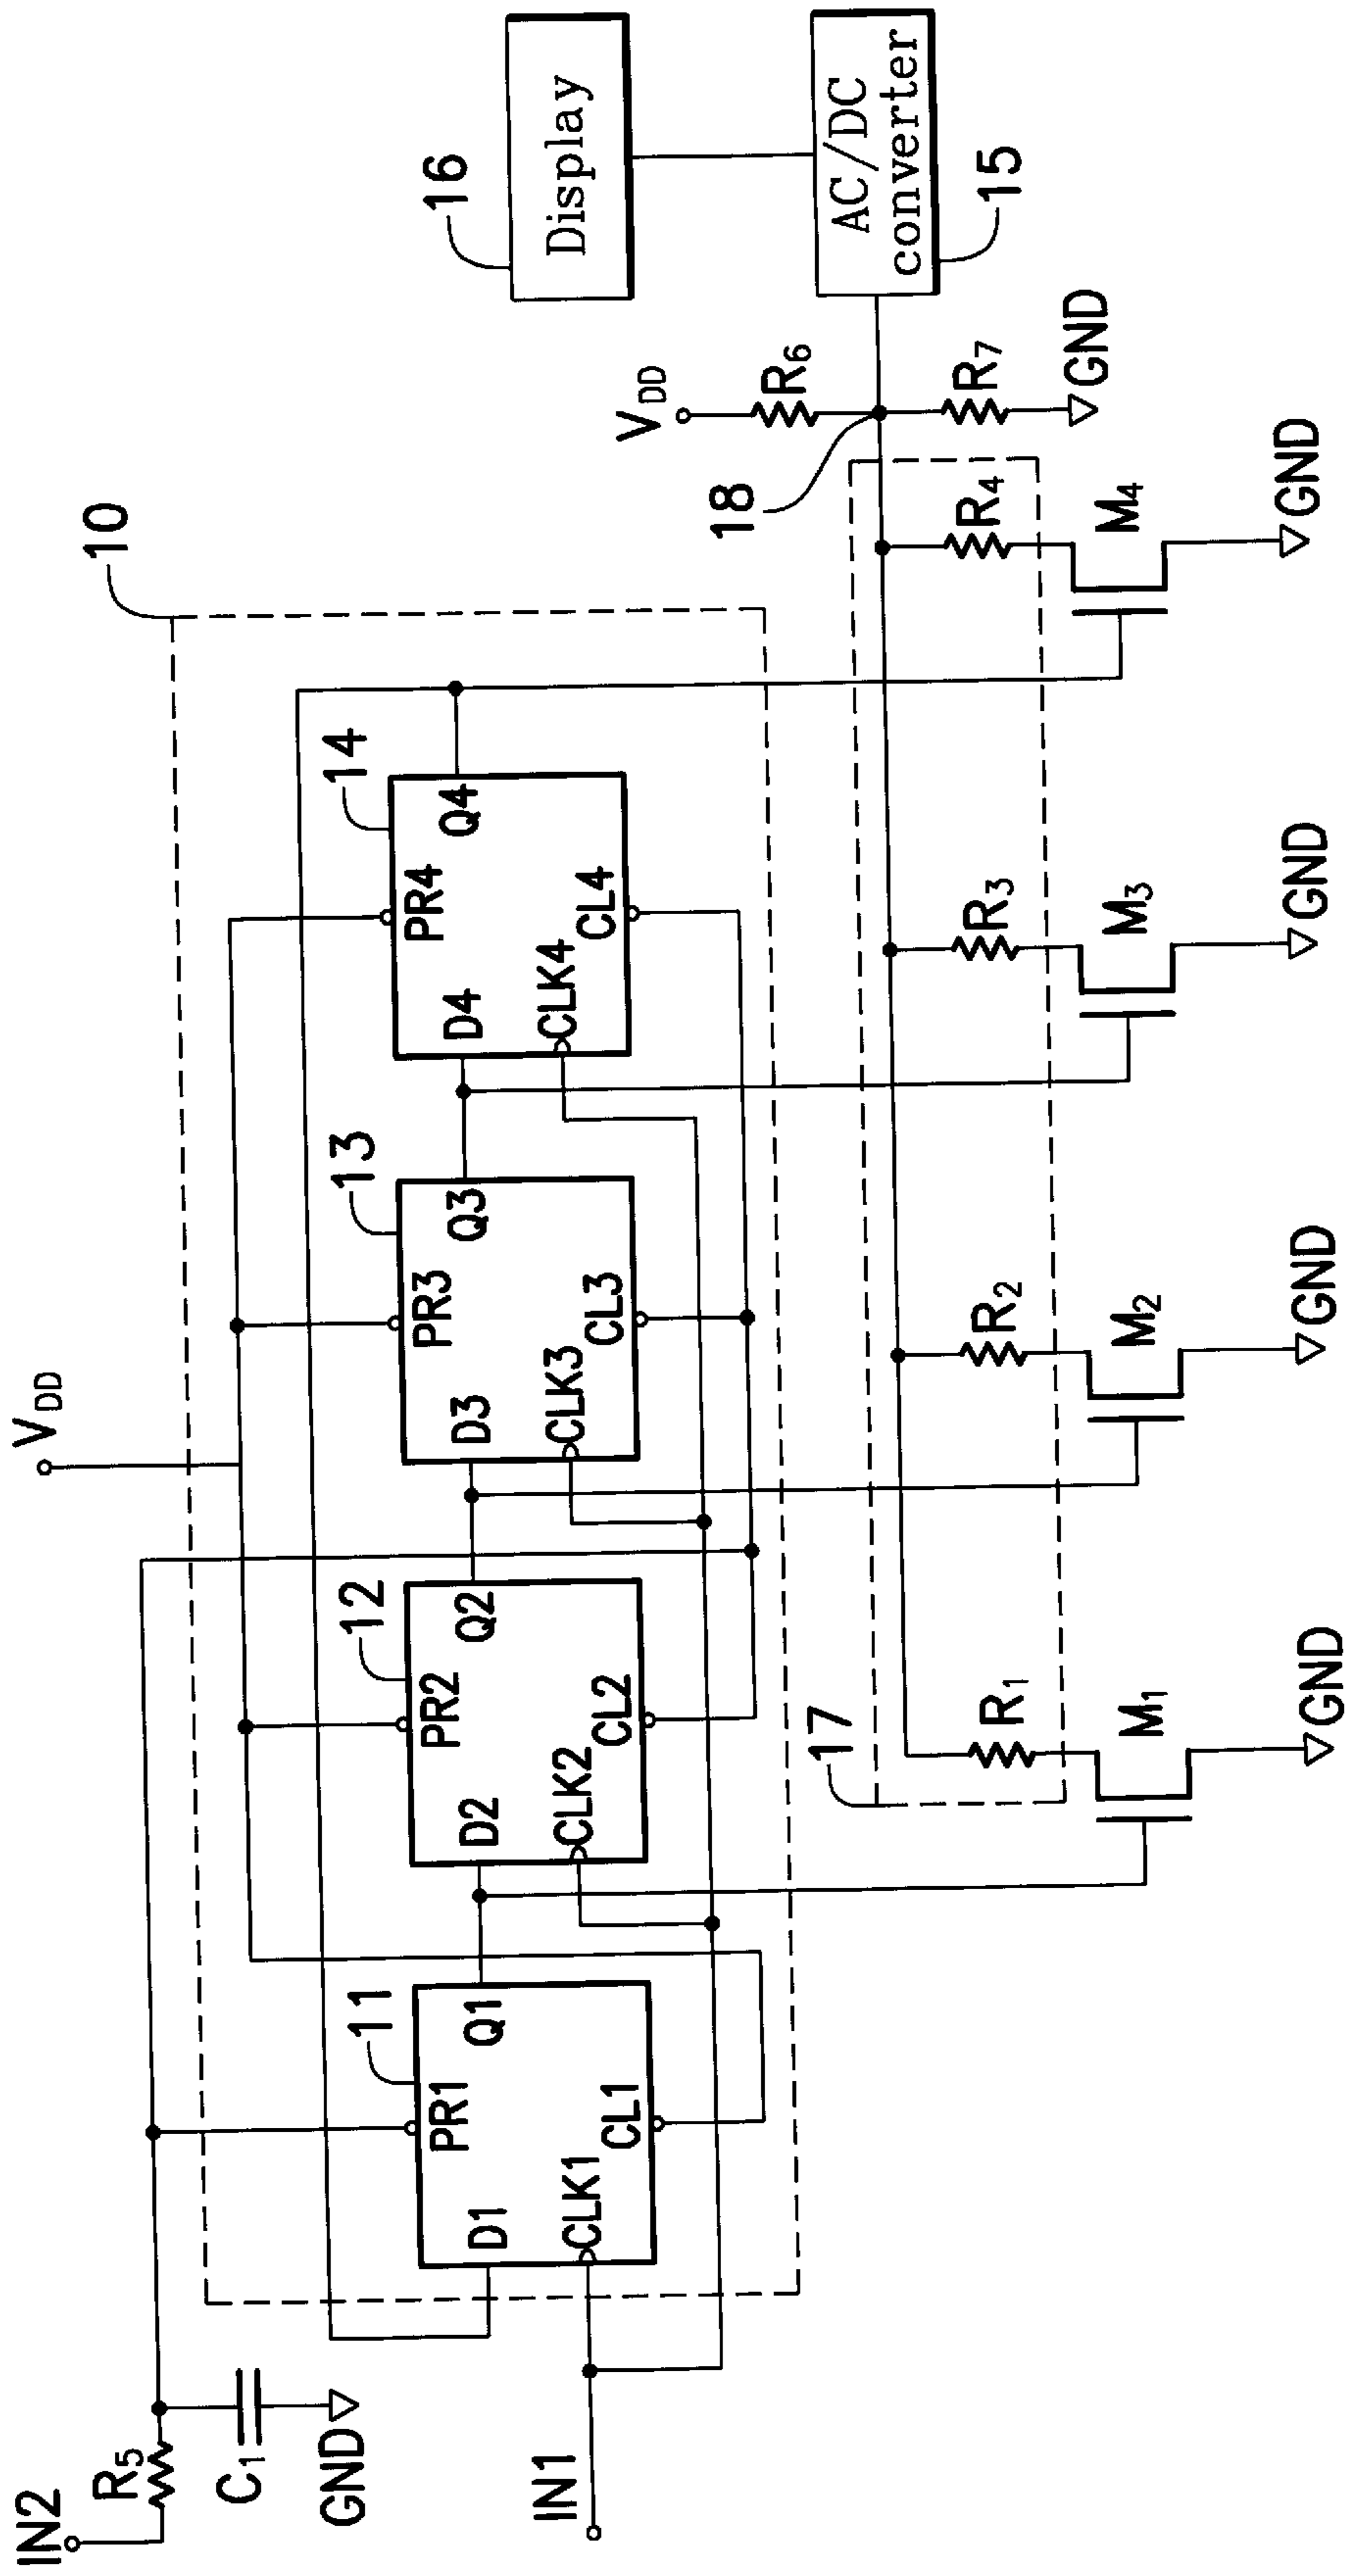 IN2
R5
C1
GND
IN1
VDD
10
11
PR1
D1
Q1
CLK1
CL1
12
PR2
D2
Q2
CLK2
CL2
13
PR3
D3
Q3
CLK3
CL3
14
PR4
D4
Q4
CLK4
CL4
17
R1
M1
GND
R2
M2
GND
R3
M3
GND
R4
M4
GND
18
VDD
R6
R7
GND
16
Display
AC/DC
converter
15